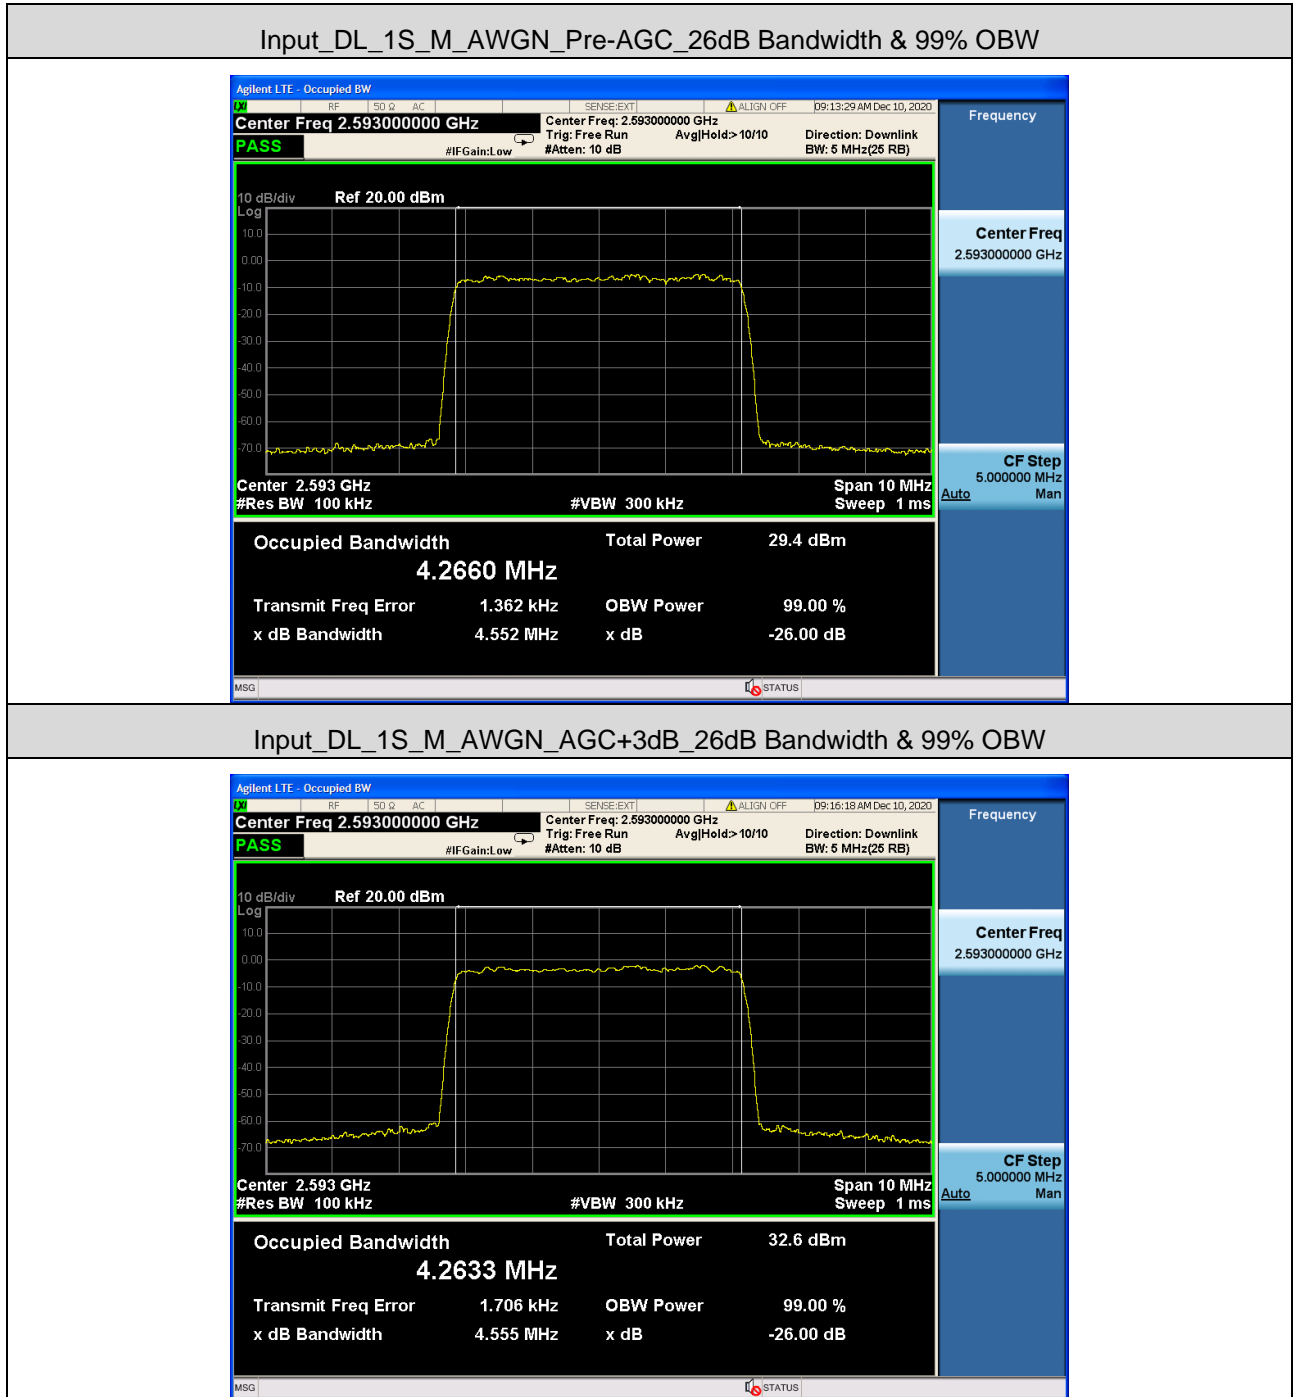 Input_DL_1S_M_AWGN_Pre-AGC_26dB Bandwidth & 99% OBW
Agilent LTE - Occupied BW
LXI RF 50 Ω AC SENSE:EXT ALIGN OFF 09:13:29 AM Dec 10, 2020
Center Freq 2.593000000 GHz
PASS
#IFGain:Low
Center Freq: 2.593000000 GHz
Trig: Free Run Avg|Hold:>10/10
#Atten: 10 dB
Direction: Downlink
BW: 5 MHz(25 RB)
10 dB/div Ref 20.00 dBm
Log
10.0
0.00
-10.0
-20.0
-30.0
-40.0
-50.0
-60.0
-70.0
Center 2.593 GHz Span 10 MHz
#Res BW 100 kHz #VBW 300 kHz Sweep 1 ms
Occupied Bandwidth Total Power 29.4 dBm
4.2660 MHz
Transmit Freq Error 1.362 kHz OBW Power 99.00 %
x dB Bandwidth 4.552 MHz x dB -26.00 dB
MSG STATUS
Frequency
Center Freq
2.593000000 GHz
CF Step
5.000000 MHz
Auto Man
Input_DL_1S_M_AWGN_AGC+3dB_26dB Bandwidth & 99% OBW
Agilent LTE - Occupied BW
LXI RF 50 Ω AC SENSE:EXT ALIGN OFF 09:16:18 AM Dec 10, 2020
Center Freq 2.593000000 GHz
PASS
#IFGain:Low
Center Freq: 2.593000000 GHz
Trig: Free Run Avg|Hold:>10/10
#Atten: 10 dB
Direction: Downlink
BW: 5 MHz(25 RB)
10 dB/div Ref 20.00 dBm
Log
10.0
0.00
-10.0
-20.0
-30.0
-40.0
-50.0
-60.0
-70.0
Center 2.593 GHz Span 10 MHz
#Res BW 100 kHz #VBW 300 kHz Sweep 1 ms
Occupied Bandwidth Total Power 32.6 dBm
4.2633 MHz
Transmit Freq Error 1.706 kHz OBW Power 99.00 %
x dB Bandwidth 4.555 MHz x dB -26.00 dB
MSG STATUS
Frequency
Center Freq
2.593000000 GHz
CF Step
5.000000 MHz
Auto Man